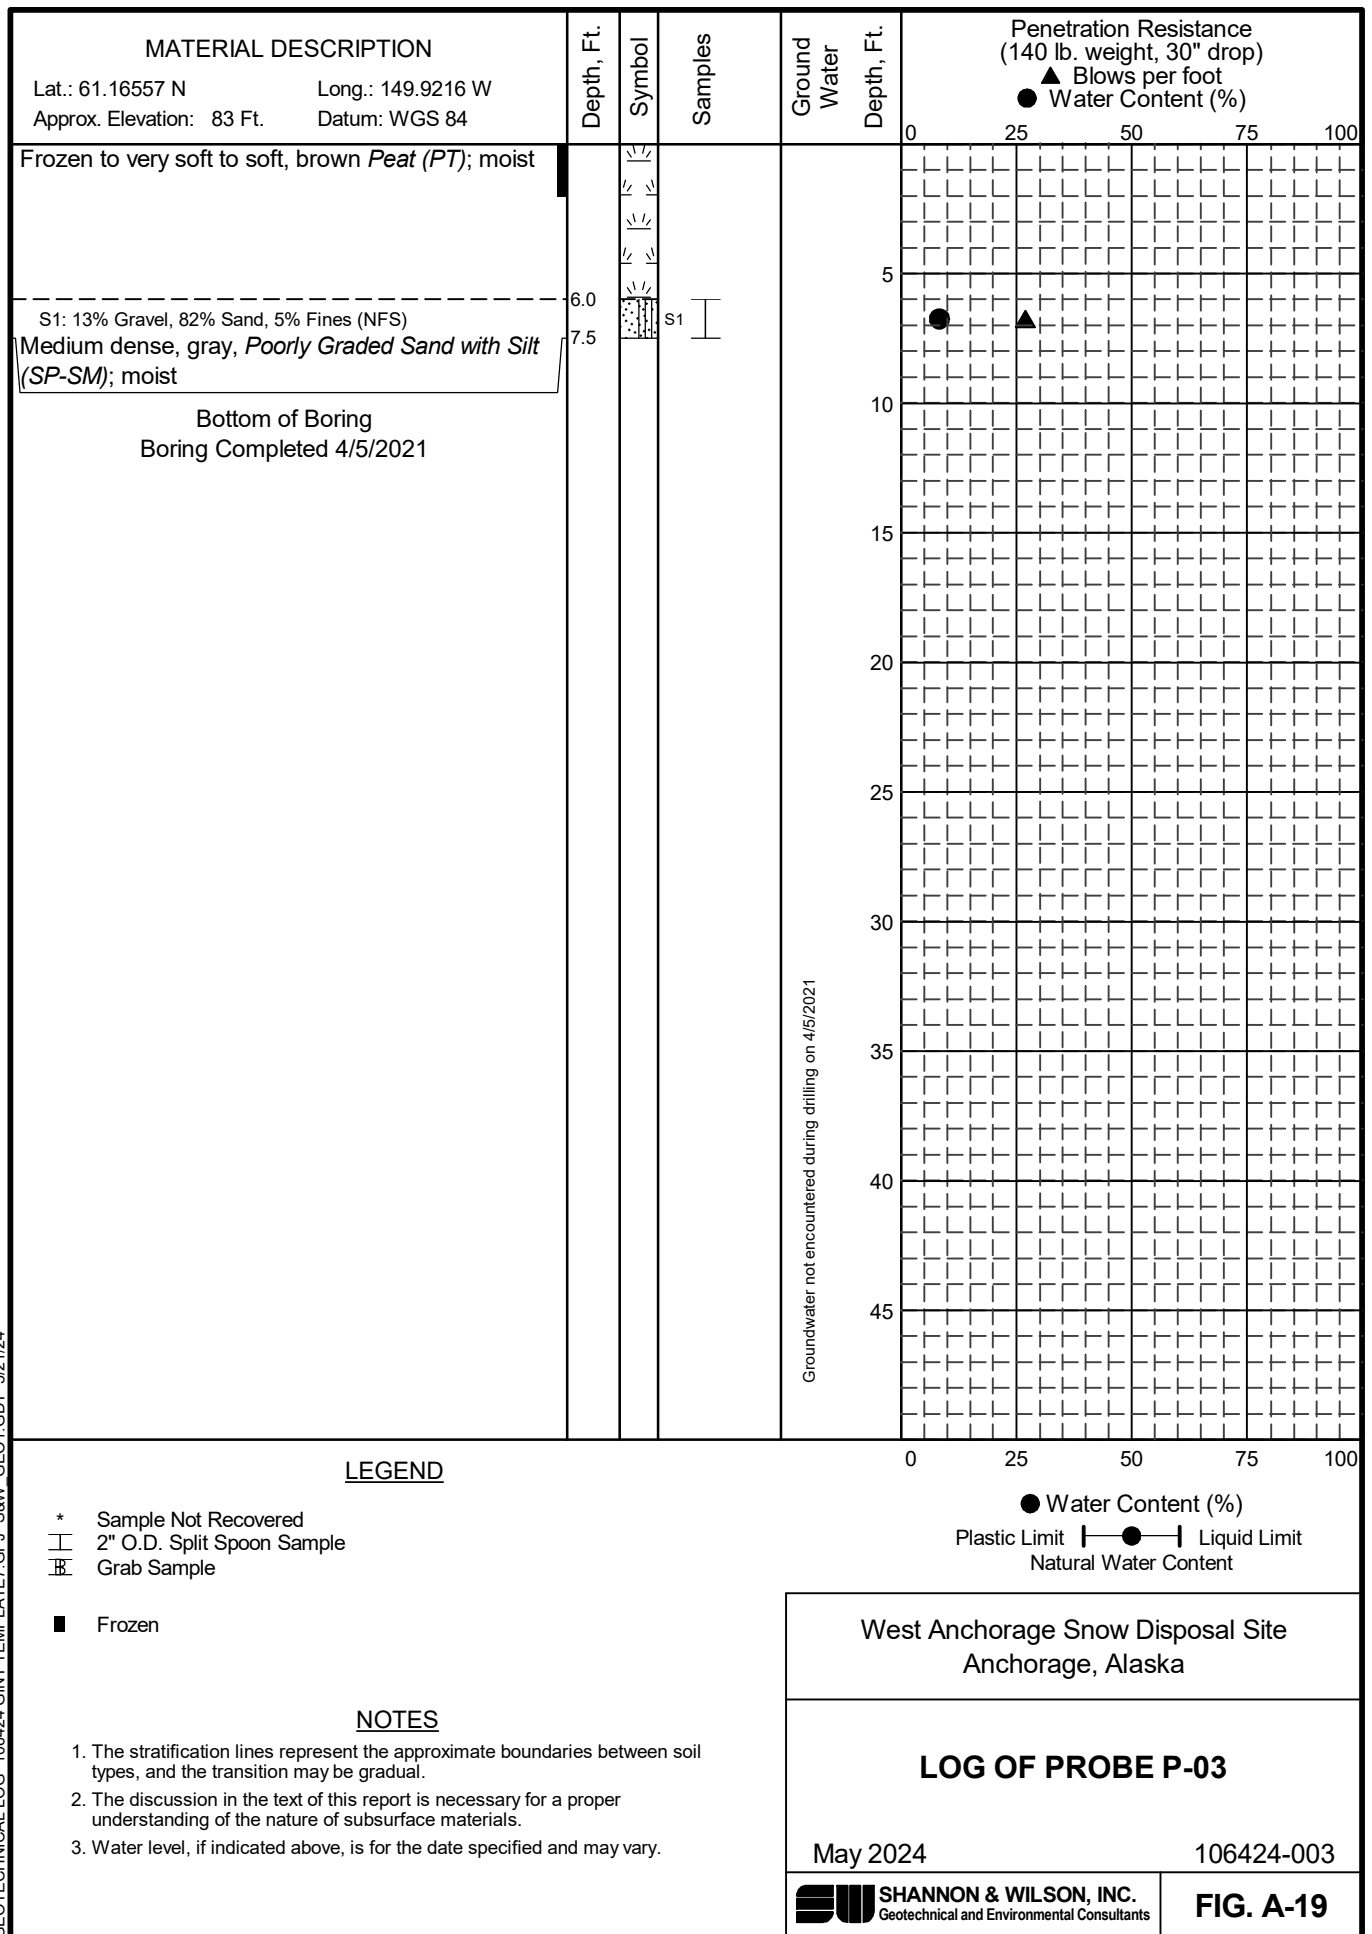 MATERIAL DESCRIPTION
Lat.: 61.16557 N Long.: 149.9216 W
Approx. Elevation: 83 Ft. Datum: WGS 84
Depth, Ft.
Symbol
Samples
Ground
Water
Depth, Ft.
Penetration Resistance
(140 lb. weight, 30" drop)
▲ Blows per foot
● Water Content (%)
0 25 50 75 100
Frozen to very soft to soft, brown Peat (PT); moist
6.0
S1: 13% Gravel, 82% Sand, 5% Fines (NFS)
S1
7.5
Medium dense, gray, Poorly Graded Sand with Silt
(SP-SM); moist
Bottom of Boring
Boring Completed 4/5/2021
Groundwater not encountered during drilling on 4/5/2021
5
10
15
20
25
30
35
40
45
0 25 50 75 100
● Water Content (%)
Plastic Limit Liquid Limit
Natural Water Content
LEGEND
* Sample Not Recovered
2" O.D. Split Spoon Sample
Grab Sample
Frozen
NOTES
1. The stratification lines represent the approximate boundaries between soil
types, and the transition may be gradual.
2. The discussion in the text of this report is necessary for a proper
understanding of the nature of subsurface materials.
3. Water level, if indicated above, is for the date specified and may vary.
West Anchorage Snow Disposal Site
Anchorage, Alaska
LOG OF PROBE P-03
May 2024 106424-003
SHANNON & WILSON, INC.
Geotechnical and Environmental Consultants
FIG. A-19